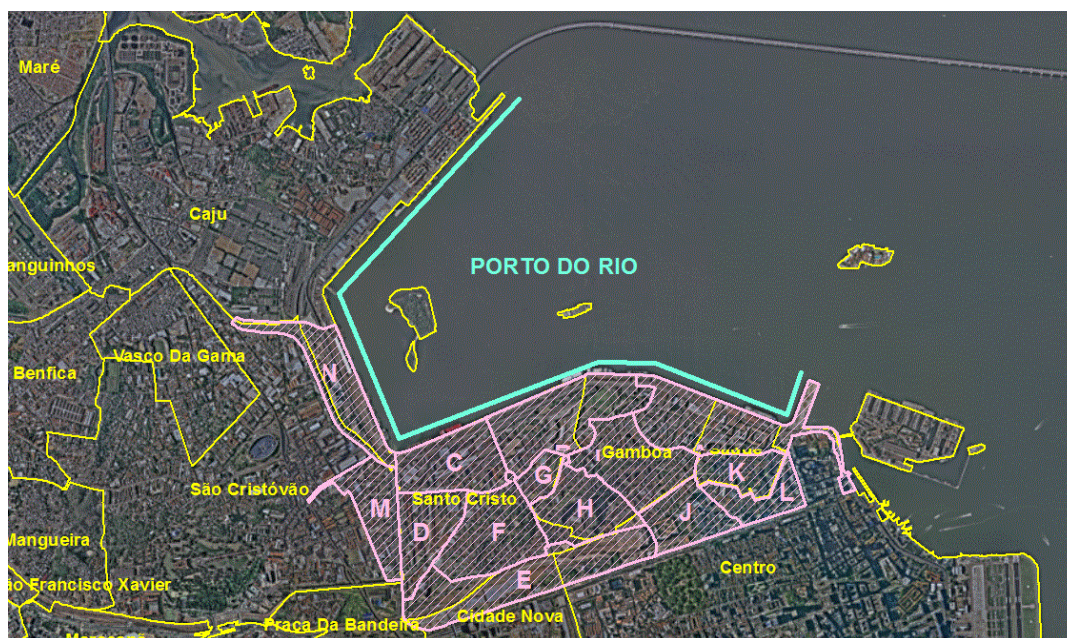 Maré
PORTO DO RIO
Caju
anguinhos
Vasco Da Gama
Benfica
N
Gamboa
C
G
K
São Cristóvão
Santo Cristo
L
M
D
F
H
J
Mangueira
ão Francisco Xavier
E
Centro
Cidade Nova
Praça Da Bandeira